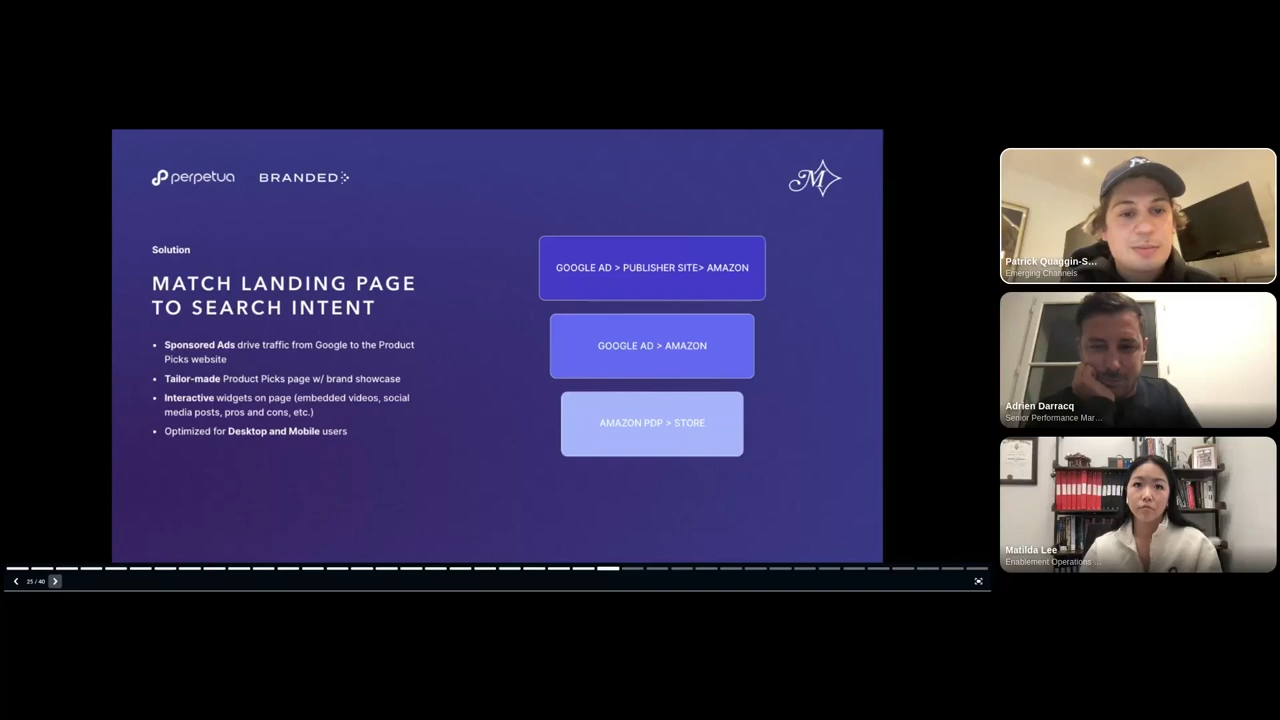 perpetua BRANDED
M
Solution
MATCH LANDING PAGE
TO SEARCH INTENT
• Sponsored Ads drive traffic from Google to the Product
Picks website
• Tailor-made Product Picks page w/ brand showcase
• Interactive widgets on page (embedded videos, social
media posts, pros and cons, etc.)
• Optimized for Desktop and Mobile users
GOOGLE AD > PUBLISHER SITE> AMAZON
GOOGLE AD > AMAZON
AMAZON PDP > STORE
25 / 40
Patrick Quaggin-S...
Emerging Channels
Adrien Darracq
Senior Performance Mar...
Matilda Lee
Enablement Operations ...